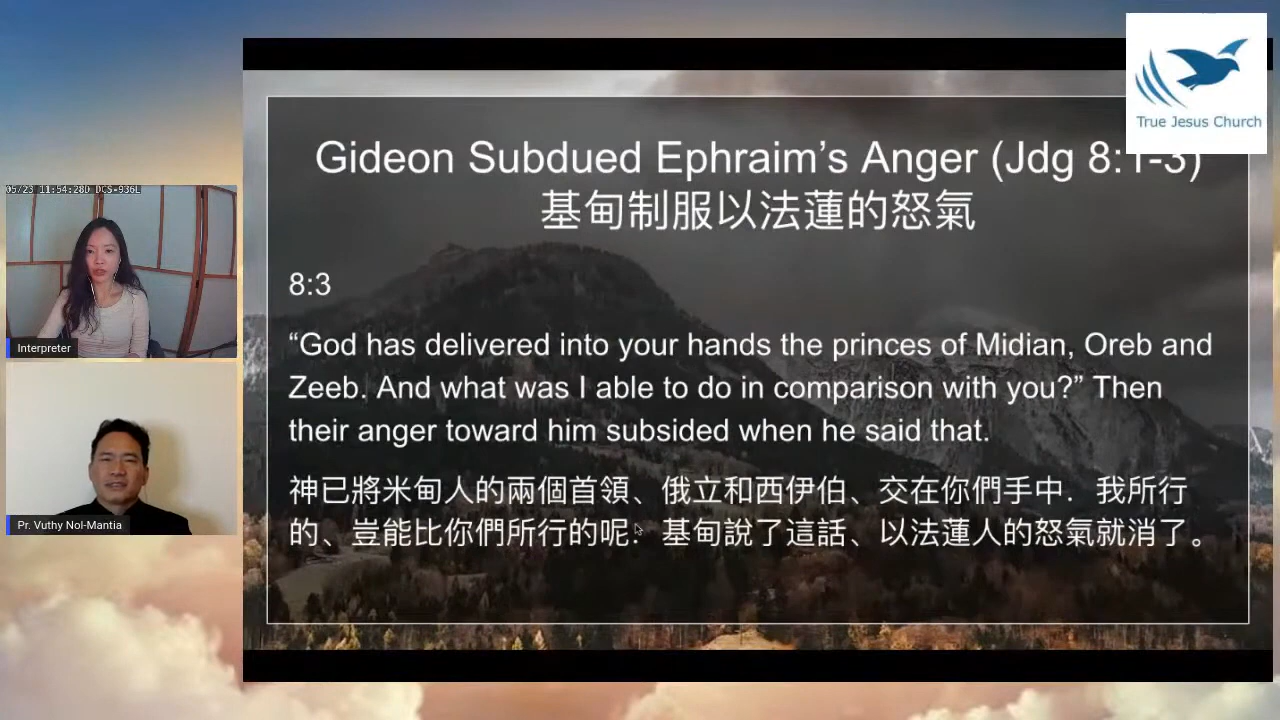 True Jesus Church
Gideon Subdued Ephraim’s Anger (Jdg 8:1-3)
基甸制服以法蓮的怒氣
8:3
“God has delivered into your hands the princes of Midian, Oreb and
Zeeb. And what was I able to do in comparison with you?” Then
their anger toward him subsided when he said that.
神已將米甸人的兩個首領、俄立和西伊伯、交在你們手中．我所行
的、豈能比你們所行的呢．基甸說了這話、以法蓮人的怒氣就消了。
05/23 11:54:28D DCS-936L
Interpreter
Pr. Vuthy Nol-Mantia